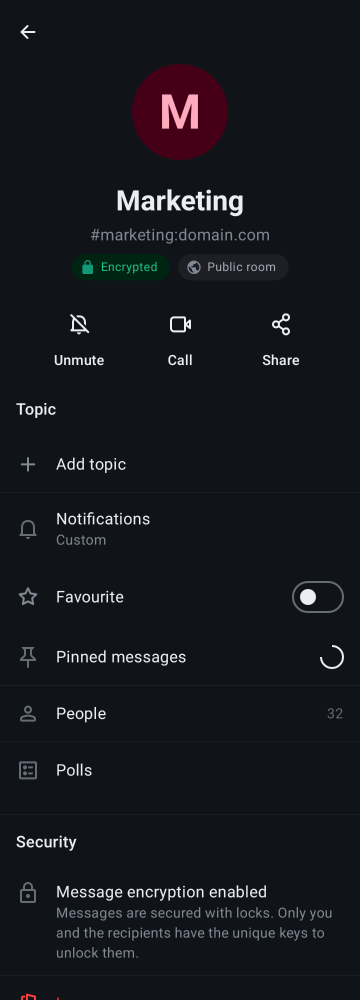 M
Marketing
#marketing:domain.com
Encrypted
Public room
Unmute
Call
Share
Topic
Add topic
Notifications
Custom
Favourite
Pinned messages
People
32
Polls
Security
Message encryption enabled
Messages are secured with locks. Only you
and the recipients have the unique keys to
unlock them.